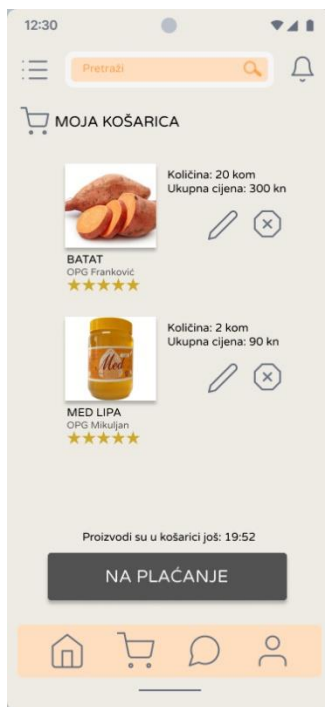 12:30
Pretraži
MOJA KOŠARICA
Količina: 20 kom
Ukupna cijena: 300 kn
BATAT
OPG Franković
Količina: 2 kom
Ukupna cijena: 90 kn
Med
MED LIPA
OPG Mikuljan
Proizvodi su u košarici još: 19:52
NA PLAĆANJE